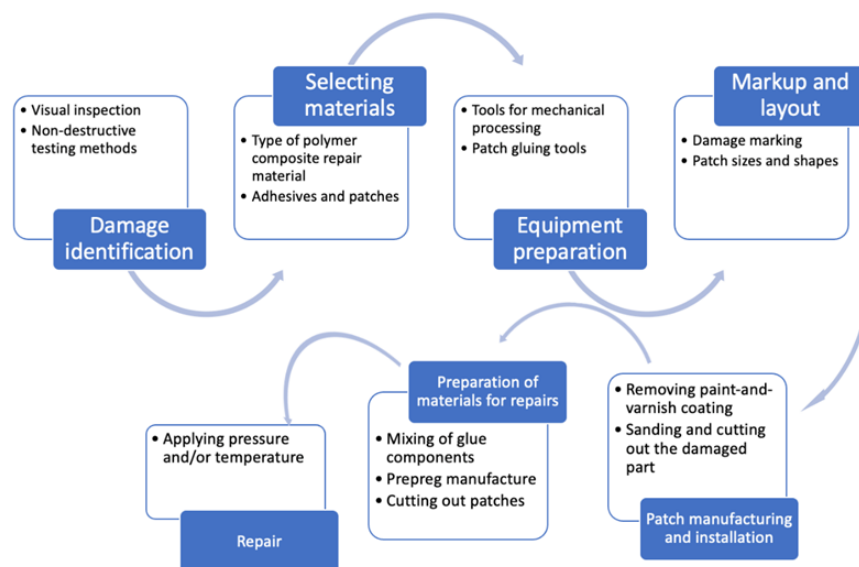 • Visual inspection
• Non-destructive
testing methods
Damage
identification
Selecting
materials
• Type of polymer
composite repair
material
• Adhesives and patches
• Tools for mechanical
processing
• Patch gluing tools
Equipment
preparation
Markup and
layout
• Damage marking
• Patch sizes and shapes
• Removing paint-and-
varnish coating
• Sanding and cutting
out the damaged
part
Patch manufacturing
and installation
Preparation of
materials for repairs
• Mixing of glue
components
• Prepreg manufacture
• Cutting out patches
• Applying pressure
and/or temperature
Repair